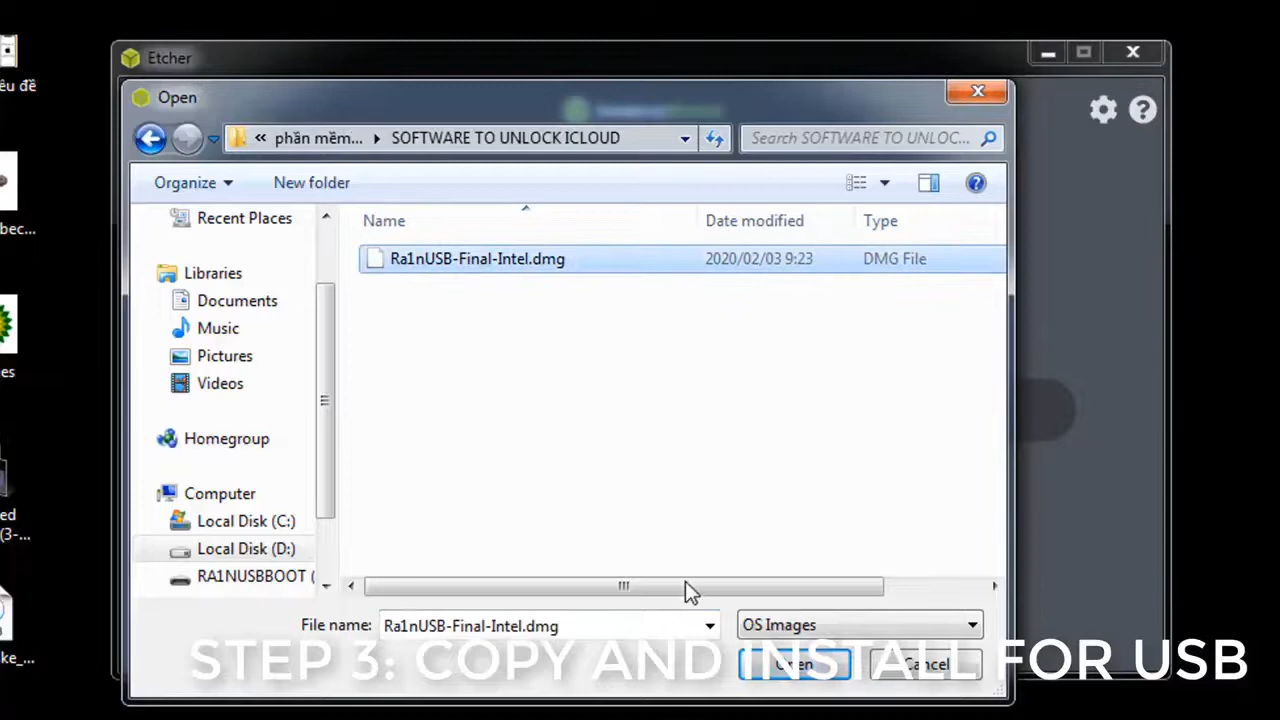 êu đề
Etcher
Open
« phần mềm... SOFTWARE TO UNLOCK ICLOUD
Search SOFTWARE TO UNLOC...
Organize
New folder
Recent Places
Libraries
Documents
Music
Pictures
Videos
Homegroup
Computer
Local Disk (C:)
Local Disk (D:)
RA1NUSBBOOT (
Name
Date modified
Type
Ra1nUSB-Final-Intel.dmg
2020/02/03 9:23
DMG File
bec...
es
ed
(3-...
ke_...
File name:
Ra1nUSB-Final-Intel.dmg
OS Images
Open
Cancel
STEP 3: COPY AND INSTALL FOR USB